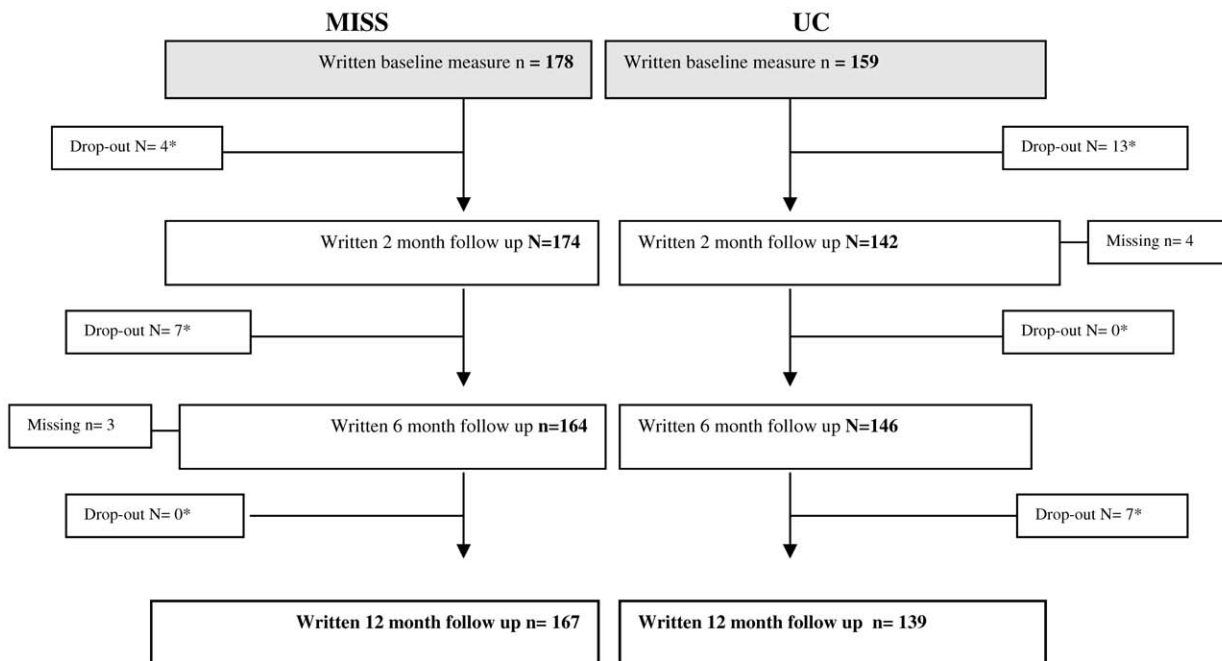 MISS
UC
Written baseline measure n = 178
Written baseline measure n = 159
Drop-out N= 4*
Drop-out N= 13*
Written 2 month follow up N=174
Written 2 month follow up N=142
Missing n= 4
Drop-out N= 7*
Drop-out N= 0*
Missing n= 3
Written 6 month follow up n=164
Written 6 month follow up N=146
Drop-out N= 0*
Drop-out N= 7*
Written 12 month follow up n= 167
Written 12 month follow up n= 139